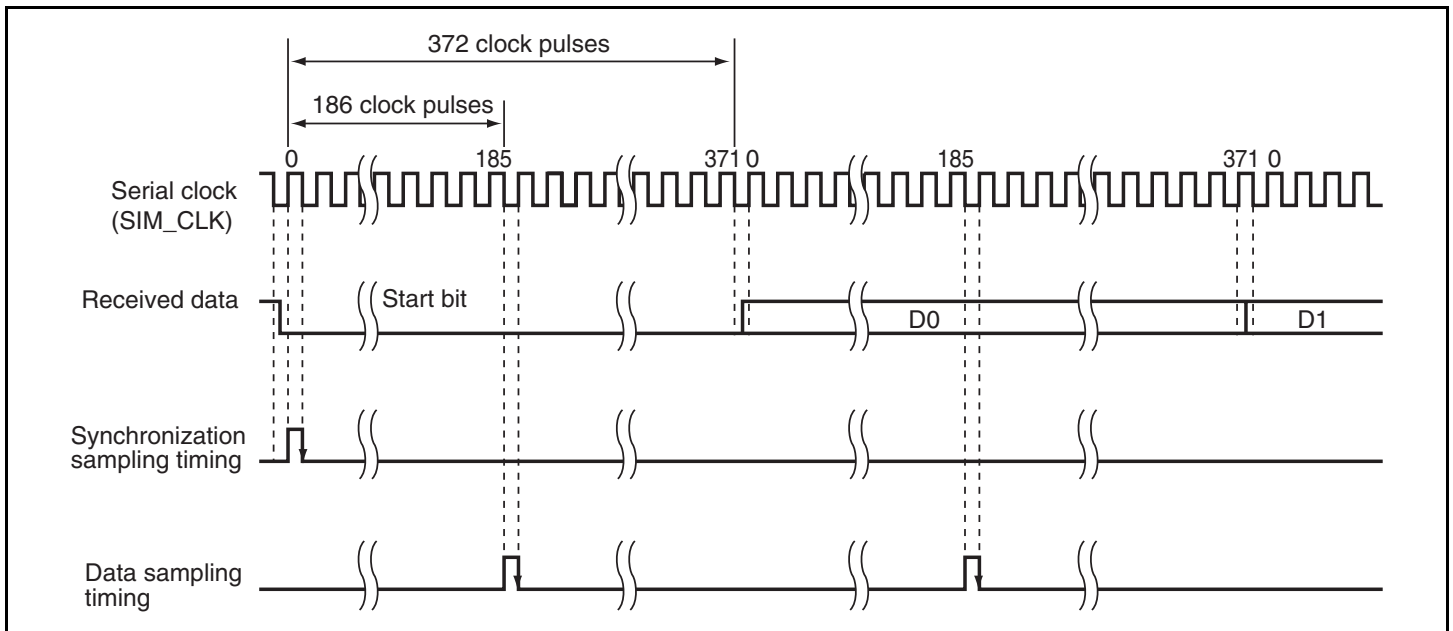 372 clock pulses
186 clock pulses
0 185 371 0 185 371 0
Serial clock
(SIM_CLK)
Received data
Start bit
D0
D1
Synchronization
sampling timing
Data sampling
timing